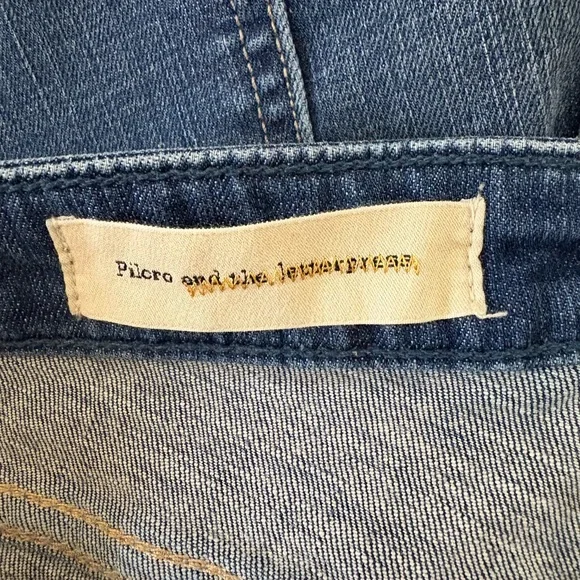 Pilcro and the letterpress